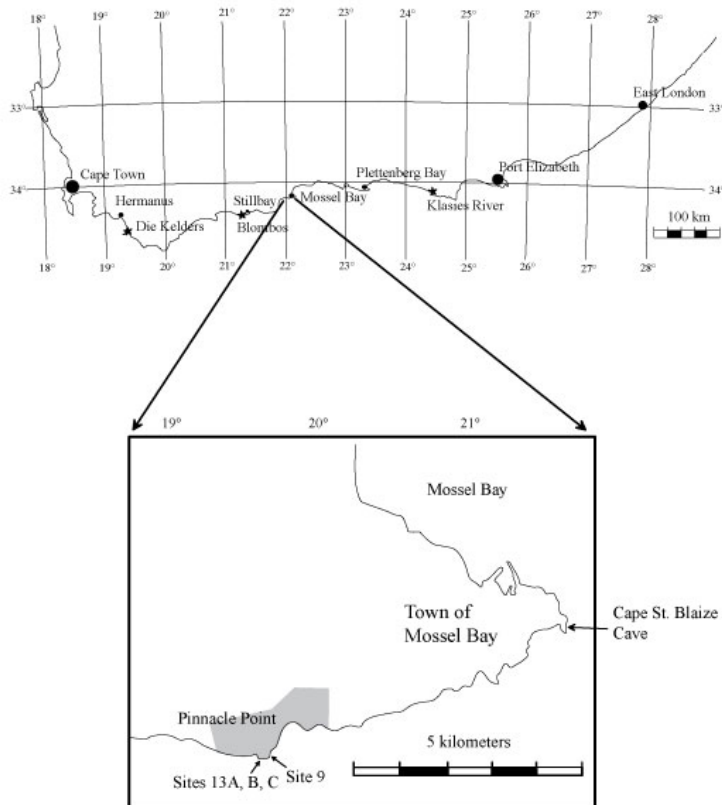 18° 19° 20° 21° 22° 23° 24° 25° 26° 28°
East London
33° 33°
Cape Town
Plettenberg Bay
Port Elizabeth
34° 34°
Hermanus
Stillbay
Mossel Bay
Klasies River
Die Kelders
Blombos
100 km
18° 19° 20° 21° 22° 23° 24° 25° 26° 28°
19° 20° 21°
Mossel Bay
Town of
Mossel Bay
Cape St. Blaize
Cave
Pinnacle Point
5 kilometers
Sites 13A, B, C
Site 9